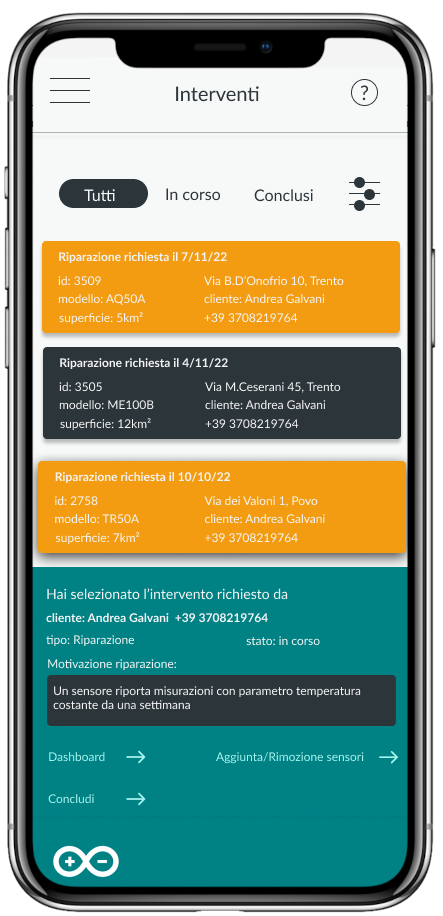 Interventi
?
Tutti
In corso
Conclusi
Riparazione richiesta il 7/11/22
id: 3509
Via B.D'Onofrio 10, Trento
modello: AQ50A
cliente: Andrea Galvani
superficie: 5km²
+39 3708219764
Riparazione richiesta il 4/11/22
id: 3505
Via M.Ceserani 45, Trento
modello: ME100B
cliente: Andrea Galvani
superficie: 12km²
+39 3708219764
Riparazione richiesta il 10/10/22
id: 2758
Via dei Valoni 1, Povo
modello: TR50A
cliente: Andrea Galvani
superficie: 7km²
+39 3708219764
Hai selezionato l'intervento richiesto da
cliente: Andrea Galvani +39 3708219764
tipo: Riparazione
stato: in corso
Motivazione riparazione:
Un sensore riporta misurazioni con parametro temperatura
costante da una settimana
Dashboard
Aggiunta/Rimozione sensori
Concludi